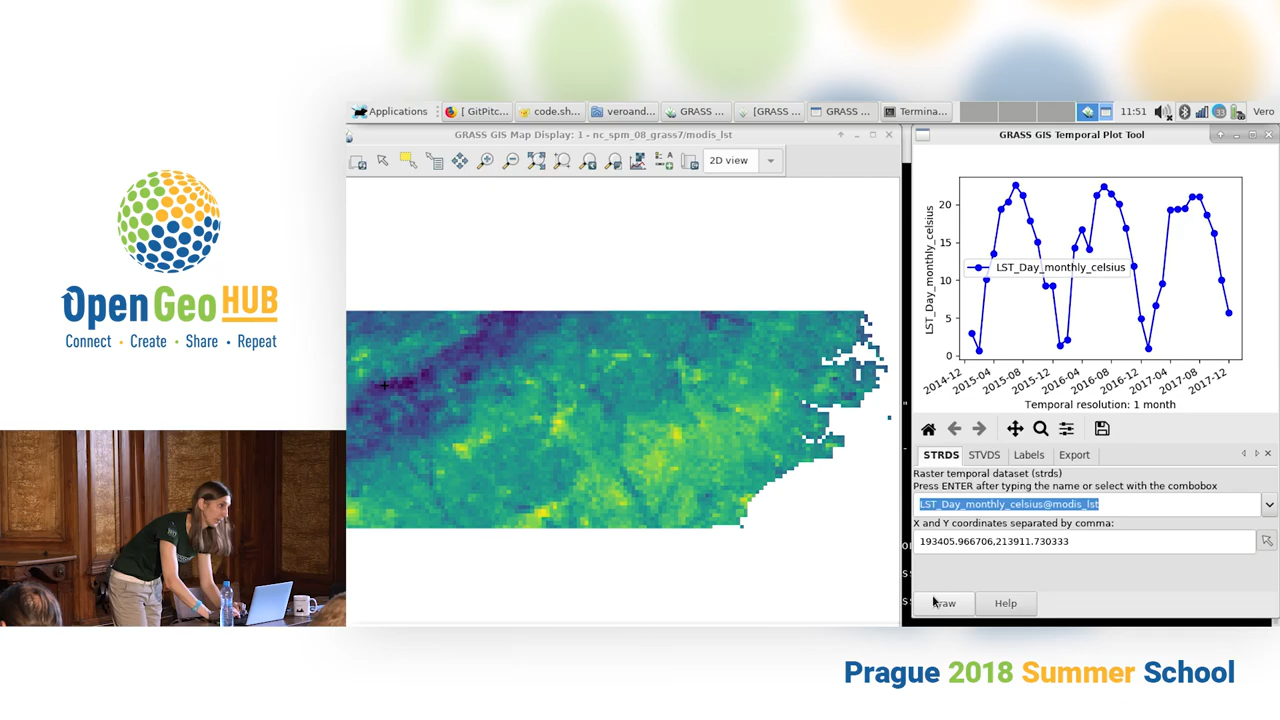 Applications
[ GitPitc...
code.sh...
veroand...
GRASS ...
[GRASS ...
GRASS ...
Termina...
11:51
33
Vero
GRASS GIS Map Display: 1 - nc_spm_08_grass7/modis_lst
2D view
GRASS GIS Temporal Plot Tool
LST_Day_monthly_celsius
20
15
10
5
0
LST_Day_monthly_celsius
2014-12
2015-04
2015-08
2015-12
2016-04
2016-08
2016-12
2017-04
2017-08
2017-12
Temporal resolution: 1 month
STRDS
STVDS
Labels
Export
Raster temporal dataset (strds)
Press ENTER after typing the name or select with the combobox
LST_Day_monthly_celsius@modis_lst
X and Y coordinates separated by comma:
193405.966706,213911.730333
Help
Open Geo HUB
Connect • Create • Share • Repeat
Prague 2018 Summer School